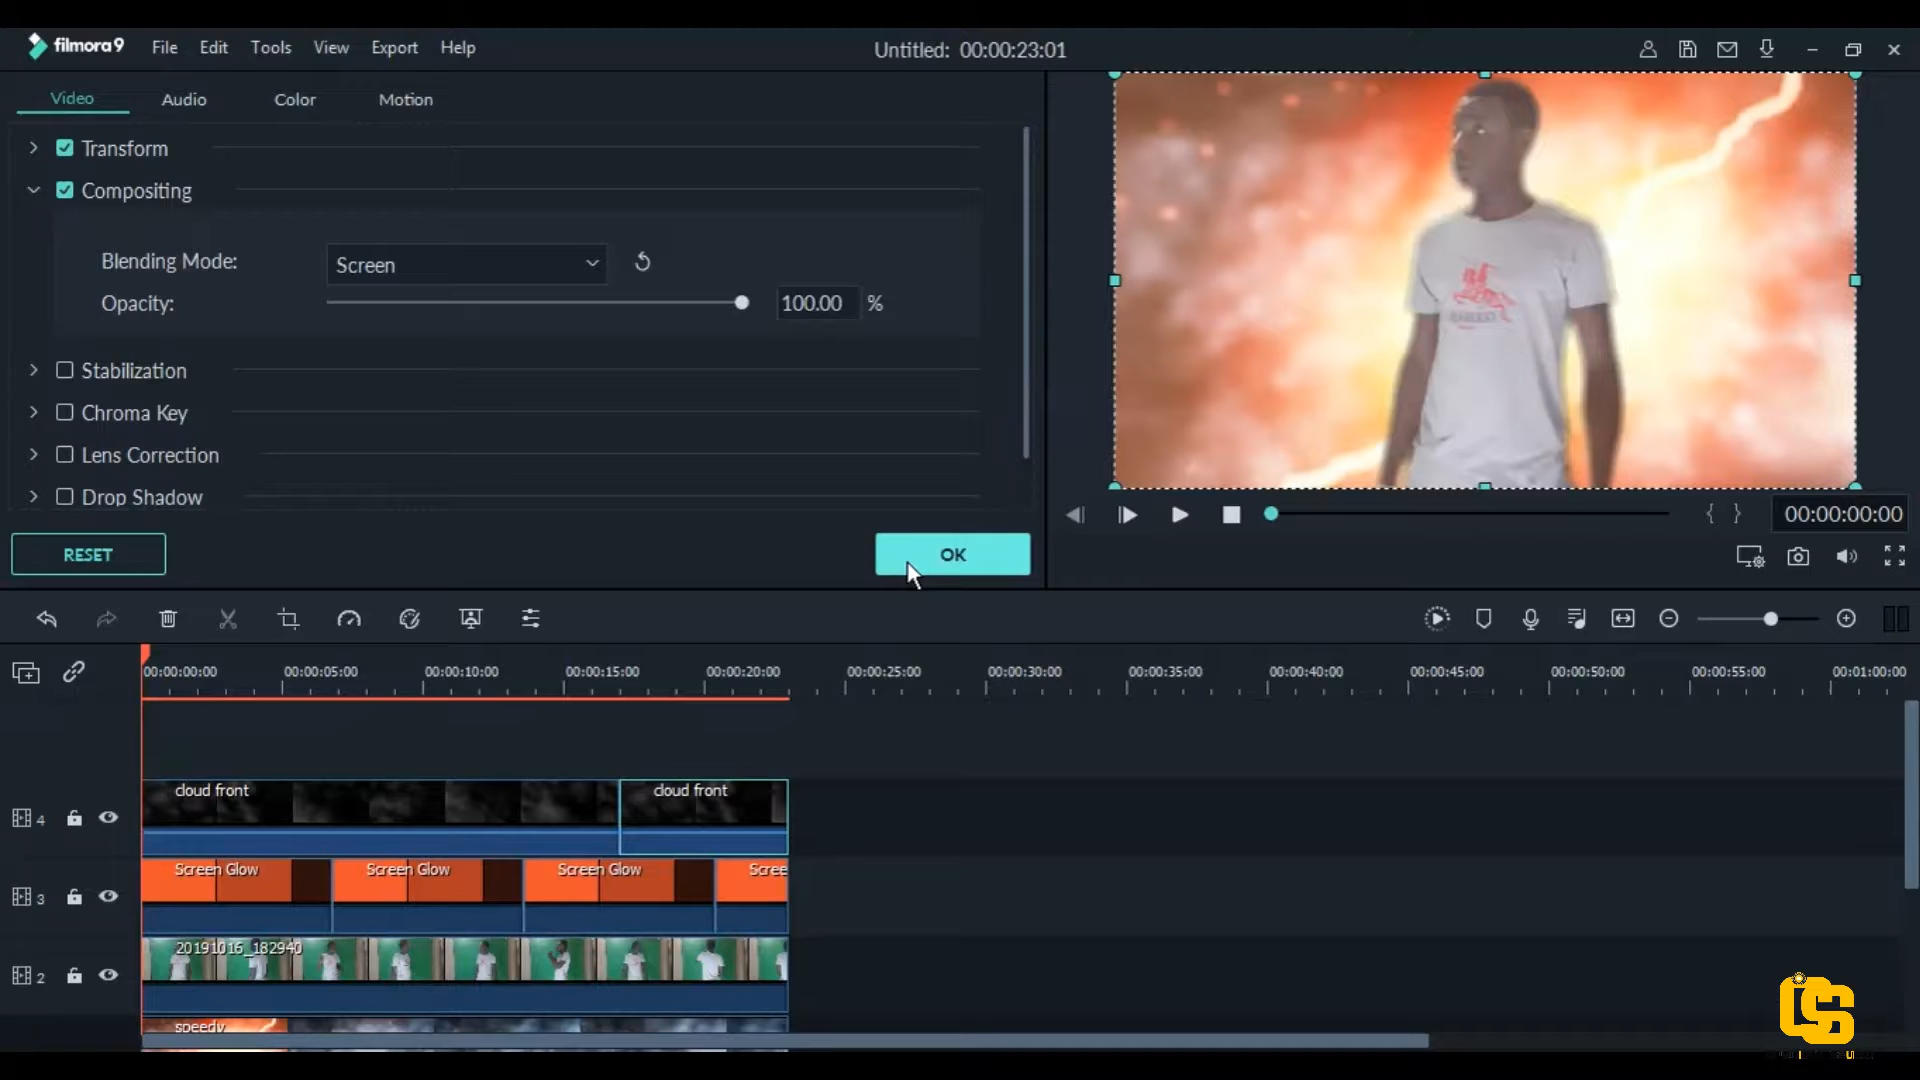 filmora9 File Edit Tools View Export Help Untitled: 00:00:23:01
Video Audio Color Motion
Transform
Compositing
Blending Mode: Screen
Opacity: 100.00 %
Stabilization
Chroma Key
Lens Correction
Drop Shadow
RESET OK
{ } 00:00:00:00
00:00:00:00 00:00:05:00 00:00:10:00 00:00:15:00 00:00:20:00 00:00:25:00 00:00:30:00 00:00:35:00 00:00:40:00 00:00:45:00 00:00:50:00 00:00:55:00 00:01:00:00
cloud front cloud front
4
Screen Glow Screen Glow Screen Glow Scree
3
20191016_182940
2
speedy